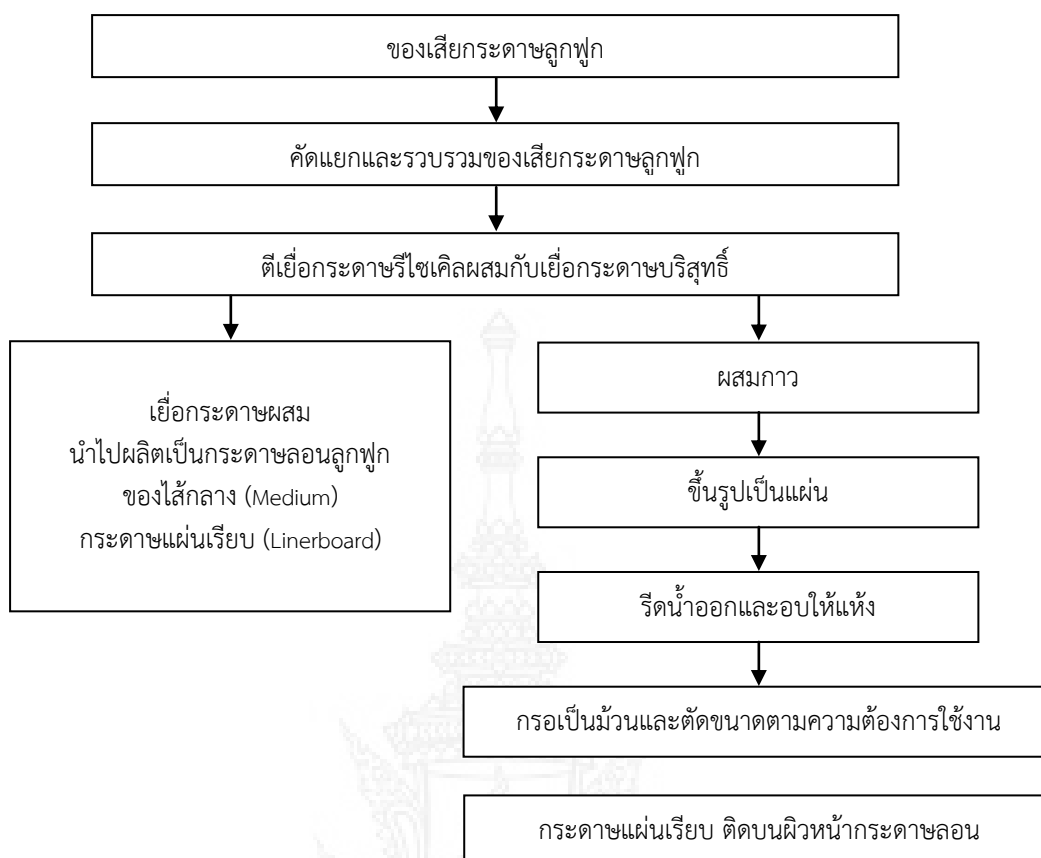 ของเสียกระดาษลูกฟูก
คัดแยกและรวบรวมของเสียกระดาษลูกฟูก
ตีเยื่อกระดาษรีไซเคิลผสมกับเยื่อกระดาษบริสุทธิ์
เยื่อกระดาษผสม
นำไปผลิตเป็นกระดาษลอนลูกฟูก
ของไส้กลาง (Medium)
กระดาษแผ่นเรียบ (Linerboard)
ผสมกาว
ขึ้นรูปเป็นแผ่น
รีดน้ำออกและอบให้แห้ง
กรอเป็นม้วนและตัดขนาดตามความต้องการใช้งาน
กระดาษแผ่นเรียบ ติดบนผิวหน้ากระดาษลอน